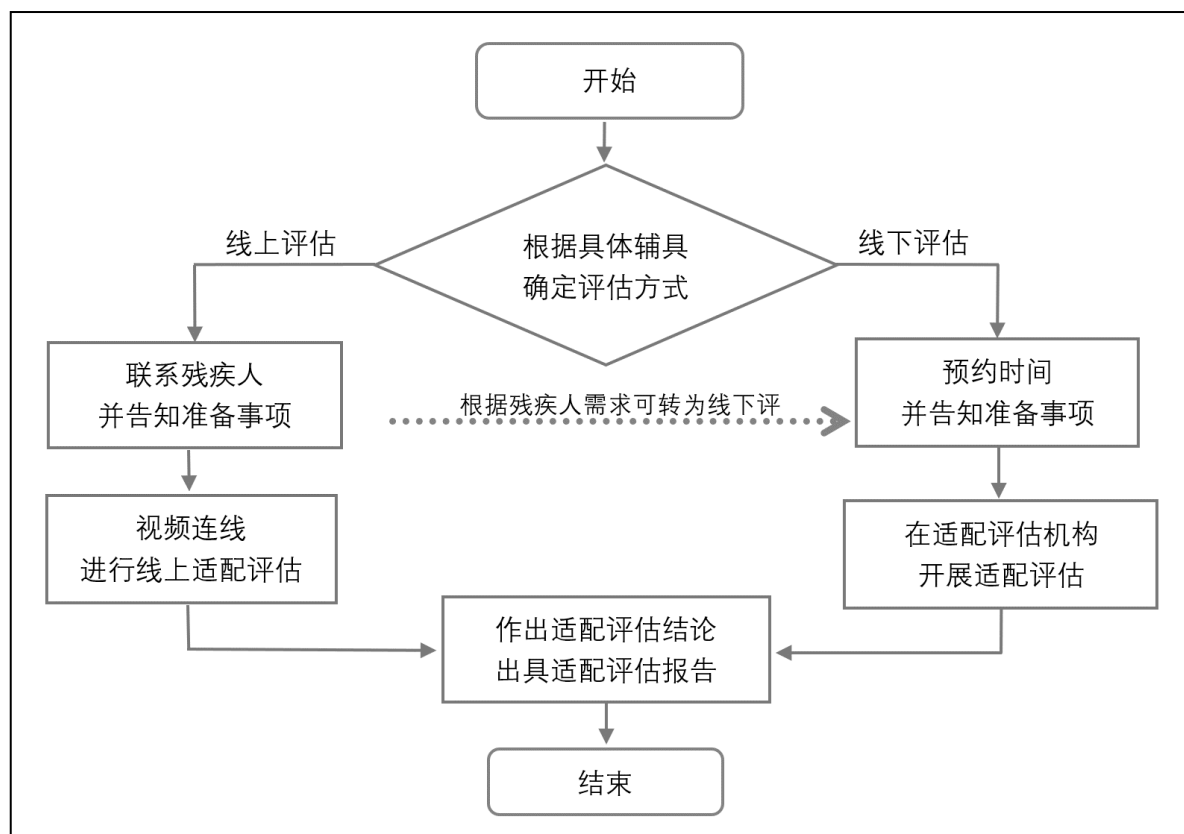 开始
线上评估
根据具体辅具
确定评估方式
线下评估
联系残疾人
并告知准备事项
根据残疾人需求可转为线下评
预约时间
并告知准备事项
视频连线
进行线上适配评估
在适配评估机构
开展适配评估
作出适配评估结论
出具适配评估报告
结束